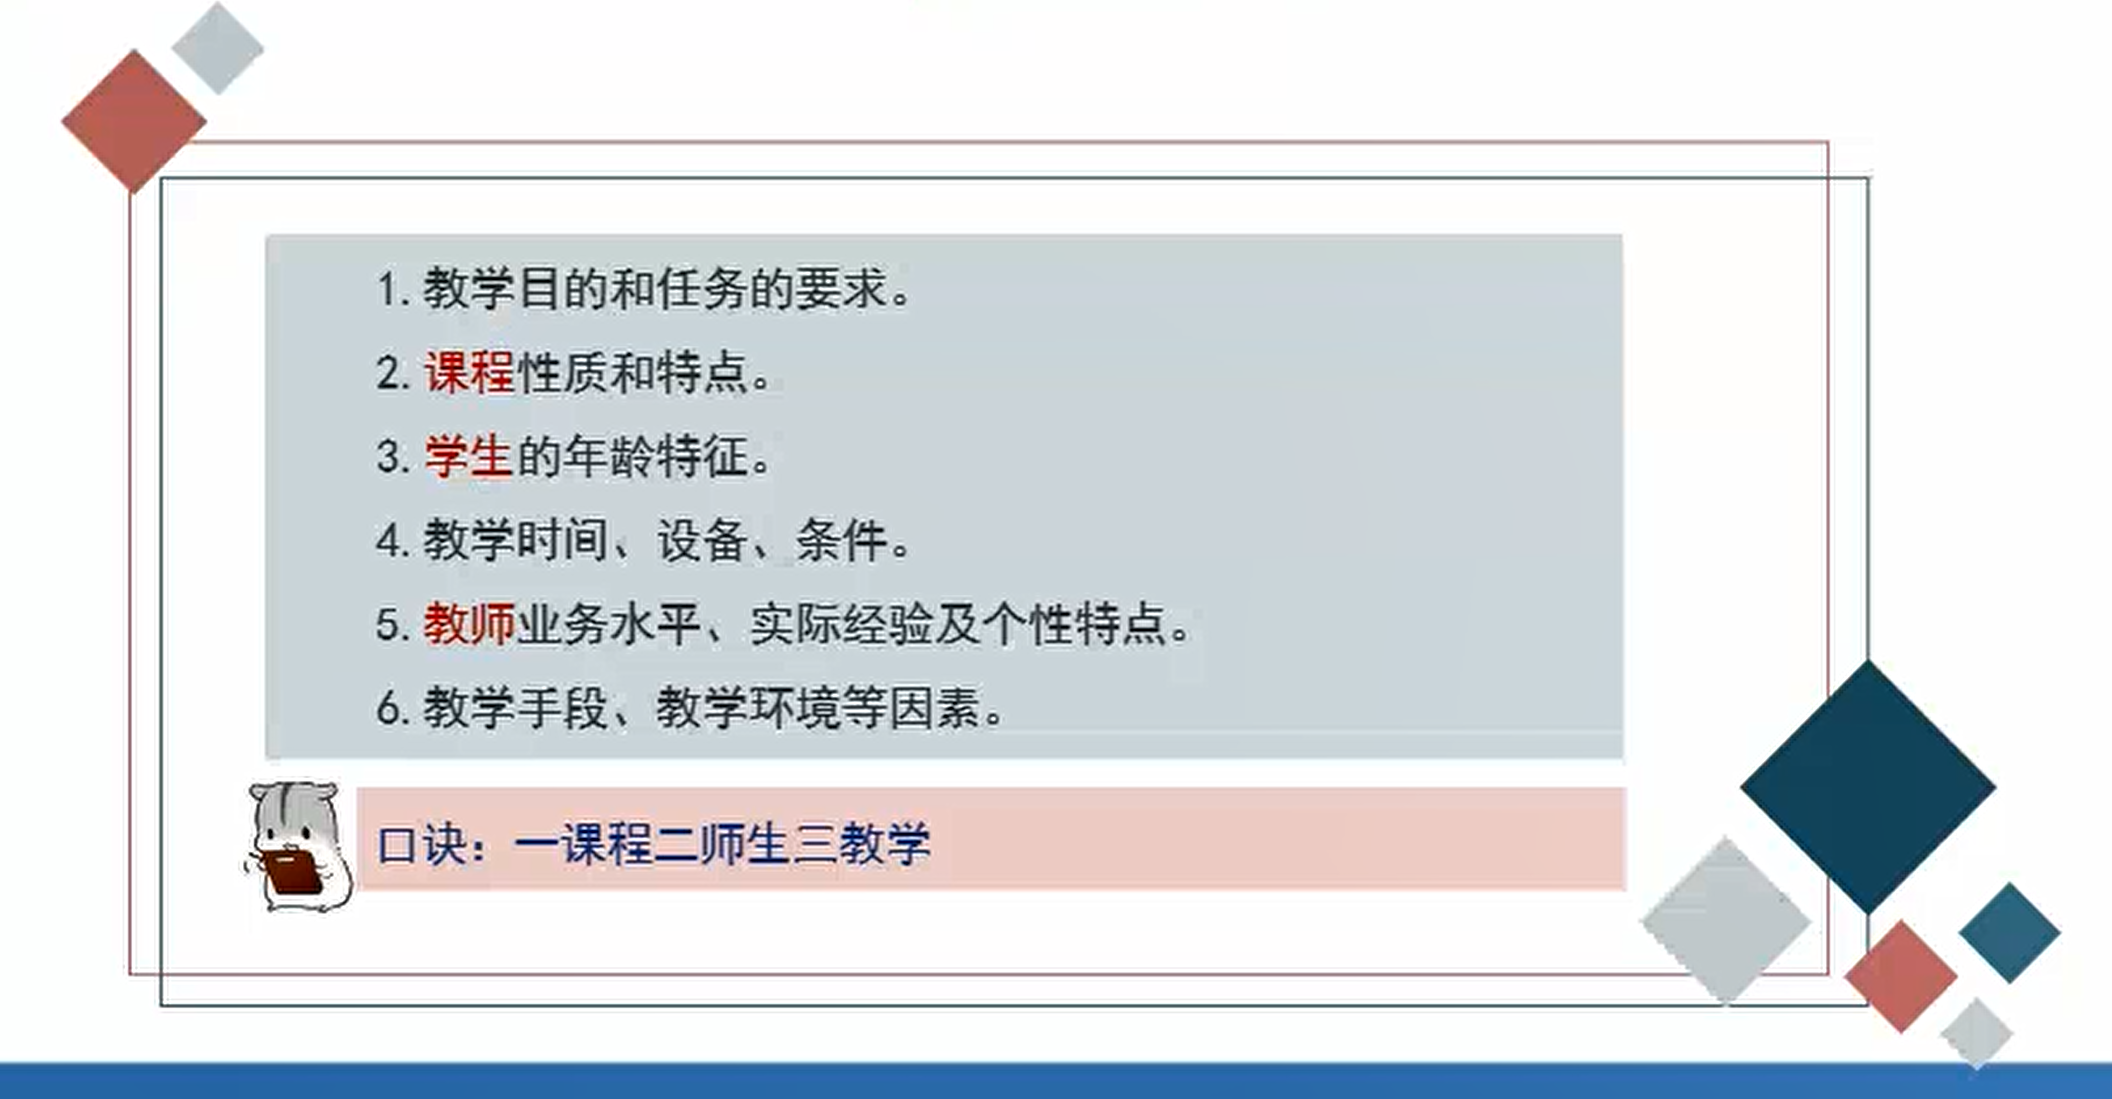 1.教学目的和任务的要求。
2.课程性质和特点。
3.学生的年龄特征。
4.教学时间、设备、条件。
5.教师业务水平、实际经验及个性特点。
6.教学手段、教学环境等因素。
口诀：一课程二师生三教学